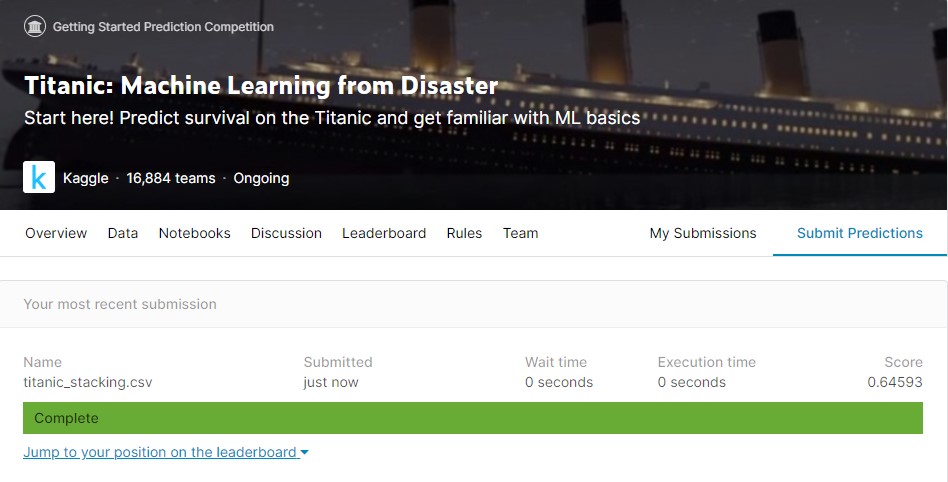 Getting Started Prediction Competition
Titanic: Machine Learning from Disaster
Start here! Predict survival on the Titanic and get familiar with ML basics
k Kaggle · 16,884 teams · Ongoing
Overview Data Notebooks Discussion Leaderboard Rules Team My Submissions Submit Predictions
Your most recent submission
Name Submitted Wait time Execution time Score
titanic_stacking.csv just now 0 seconds 0 seconds 0.64593
Complete
Jump to your position on the leaderboard